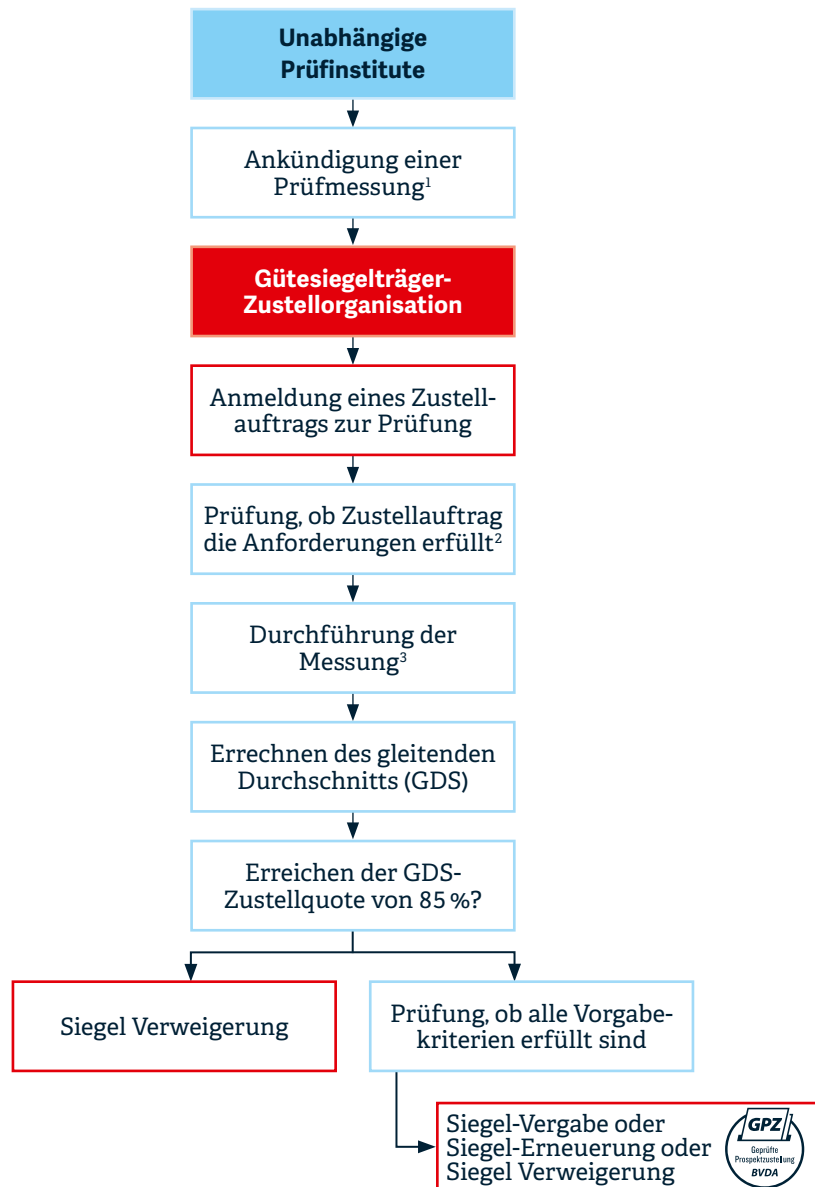 Unabhängige
Prüfinstitute
Ankündigung einer
Prüfmessung¹
Gütesiegelträger-
Zustellorganisation
Anmeldung eines Zustell-
auftrags zur Prüfung
Prüfung, ob Zustellauftrag
die Anforderungen erfüllt²
Durchführung der
Messung³
Errechnen des gleitenden
Durchschnitts (GDS)
Erreichen der GDS-
Zustellquote von 85 %?
Siegel Verweigerung
Prüfung, ob alle Vorgabe-
kriterien erfüllt sind
Siegel-Vergabe oder
Siegel-Erneuerung oder
Siegel Verweigerung
GPZ
Geprüfte
Prospektzustellung
BVDA